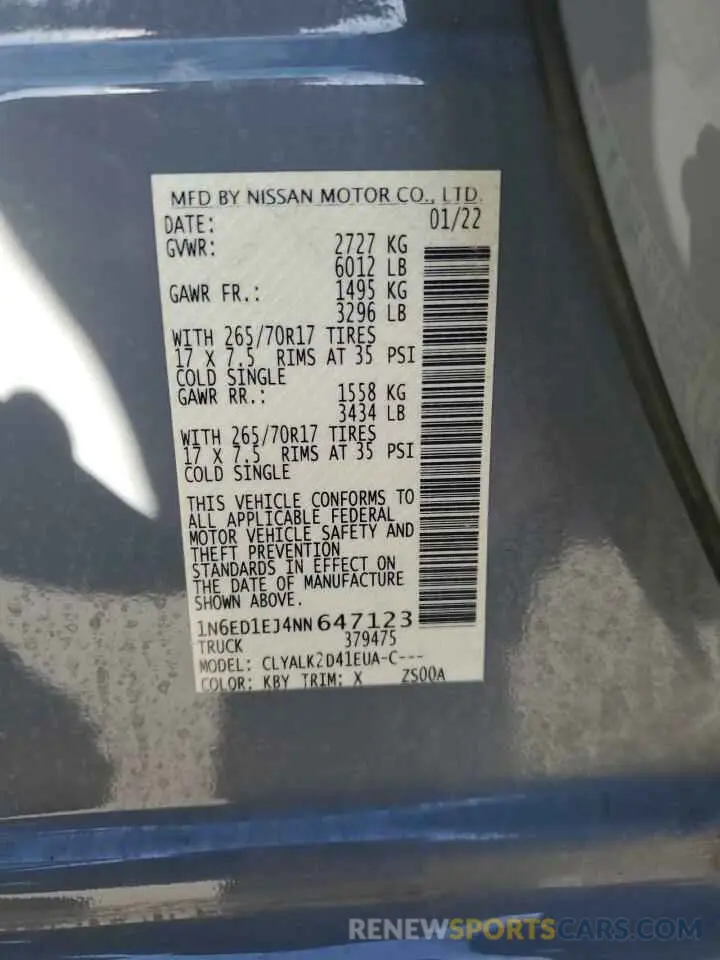 MFD BY NISSAN MOTOR CO., LTD.
DATE: 01/22
GVWR: 2727 KG
6012 LB
GAWR FR.: 1495 KG
3296 LB
WITH 265/70R17 TIRES
17 X 7.5 RIMS AT 35 PSI
COLD SINGLE
GAWR RR.: 1558 KG
3434 LB
WITH 265/70R17 TIRES
17 X 7.5 RIMS AT 35 PSI
COLD SINGLE
THIS VEHICLE CONFORMS TO
ALL APPLICABLE FEDERAL
MOTOR VEHICLE SAFETY AND
THEFT PREVENTION
STANDARDS IN EFFECT ON
THE DATE OF MANUFACTURE
SHOWN ABOVE.
1N6ED1EJ4NN647123
TRUCK 379475
MODEL: CLYALK2D41EUA-C---
COLOR: KBY TRIM: X ZS00A
RENEWSPORTSCARS.COM